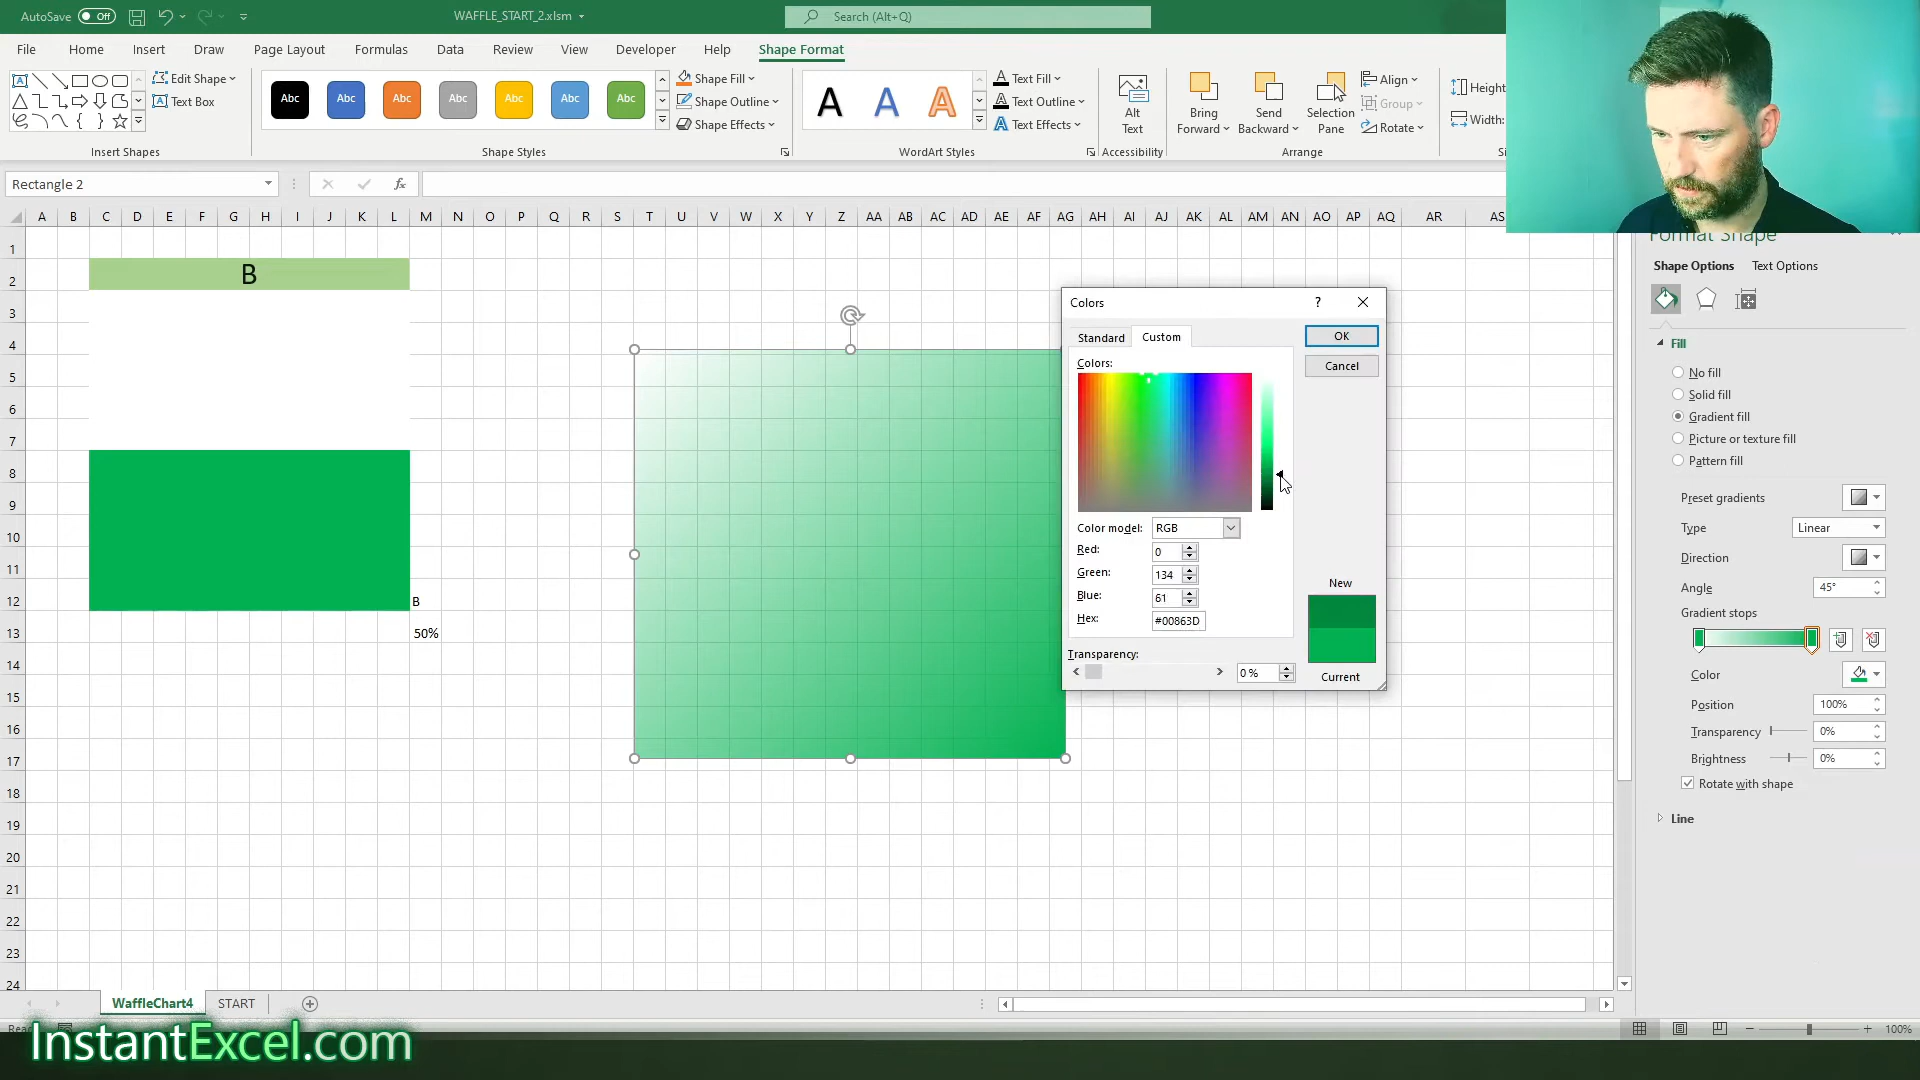 AutoSave Off WAFFLE_START_2.xlsm Search (Alt+Q)
File Home Insert Draw Page Layout Formulas Data Review View Developer Help Shape Format
Edit Shape
Text Box
Insert Shapes
Abc Abc Abc Abc Abc Abc Abc
Shape Fill
Shape Outline
Shape Effects
Shape Styles
A A A
Text Fill
Text Outline
Text Effects
WordArt Styles
Alt Text
Accessibility
Bring Forward
Send Backward
Selection Pane
Align
Group
Rotate
Arrange
Height
Width:
Rectangle 2 fx
A B C D E F G H I J K L M N O P Q R S T U V W X Y Z AA AB AC AD AE AF AG AH AI AJ AK AL AM AN AO AP AQ AR AS
1
2
3
4
5
6
7
8
9
10
11
12
13
14
15
16
17
18
19
20
21
22
23
24
B
B
50%
Colors ?
Standard Custom
OK
Cancel
Colors:
Color model: RGB
Red: 0
Green: 134
Blue: 61
Hex: #00863D
Transparency:
0 %
New
Current
Format Shape
Shape Options Text Options
Fill
No fill
Solid fill
Gradient fill
Picture or texture fill
Pattern fill
Preset gradients
Type Linear
Direction
Angle 45°
Gradient stops
Color
Position 100%
Transparency 0%
Brightness 0%
Rotate with shape
Line
WaffleChart4 START
100%
InstantExcel.com